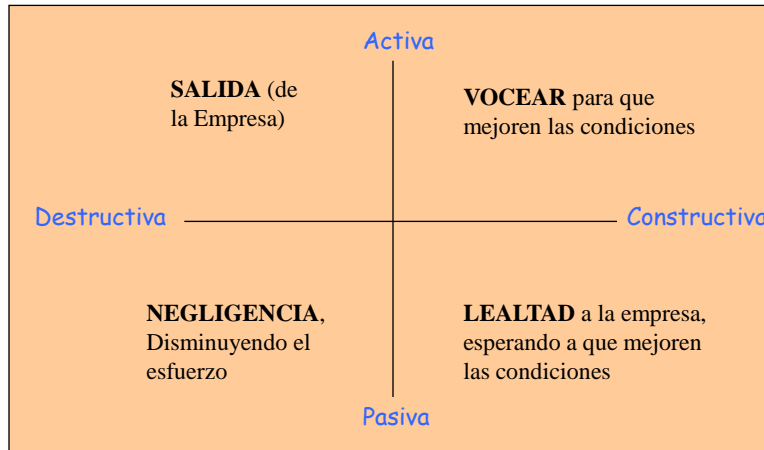 Activa
SALIDA (de
la Empresa)
VOCEAR para que
mejoren las condiciones
Destructiva
Constructiva
NEGLIGENCIA,
Disminuyendo el
esfuerzo
LEALTAD a la empresa,
esperando a que mejoren
las condiciones
Pasiva